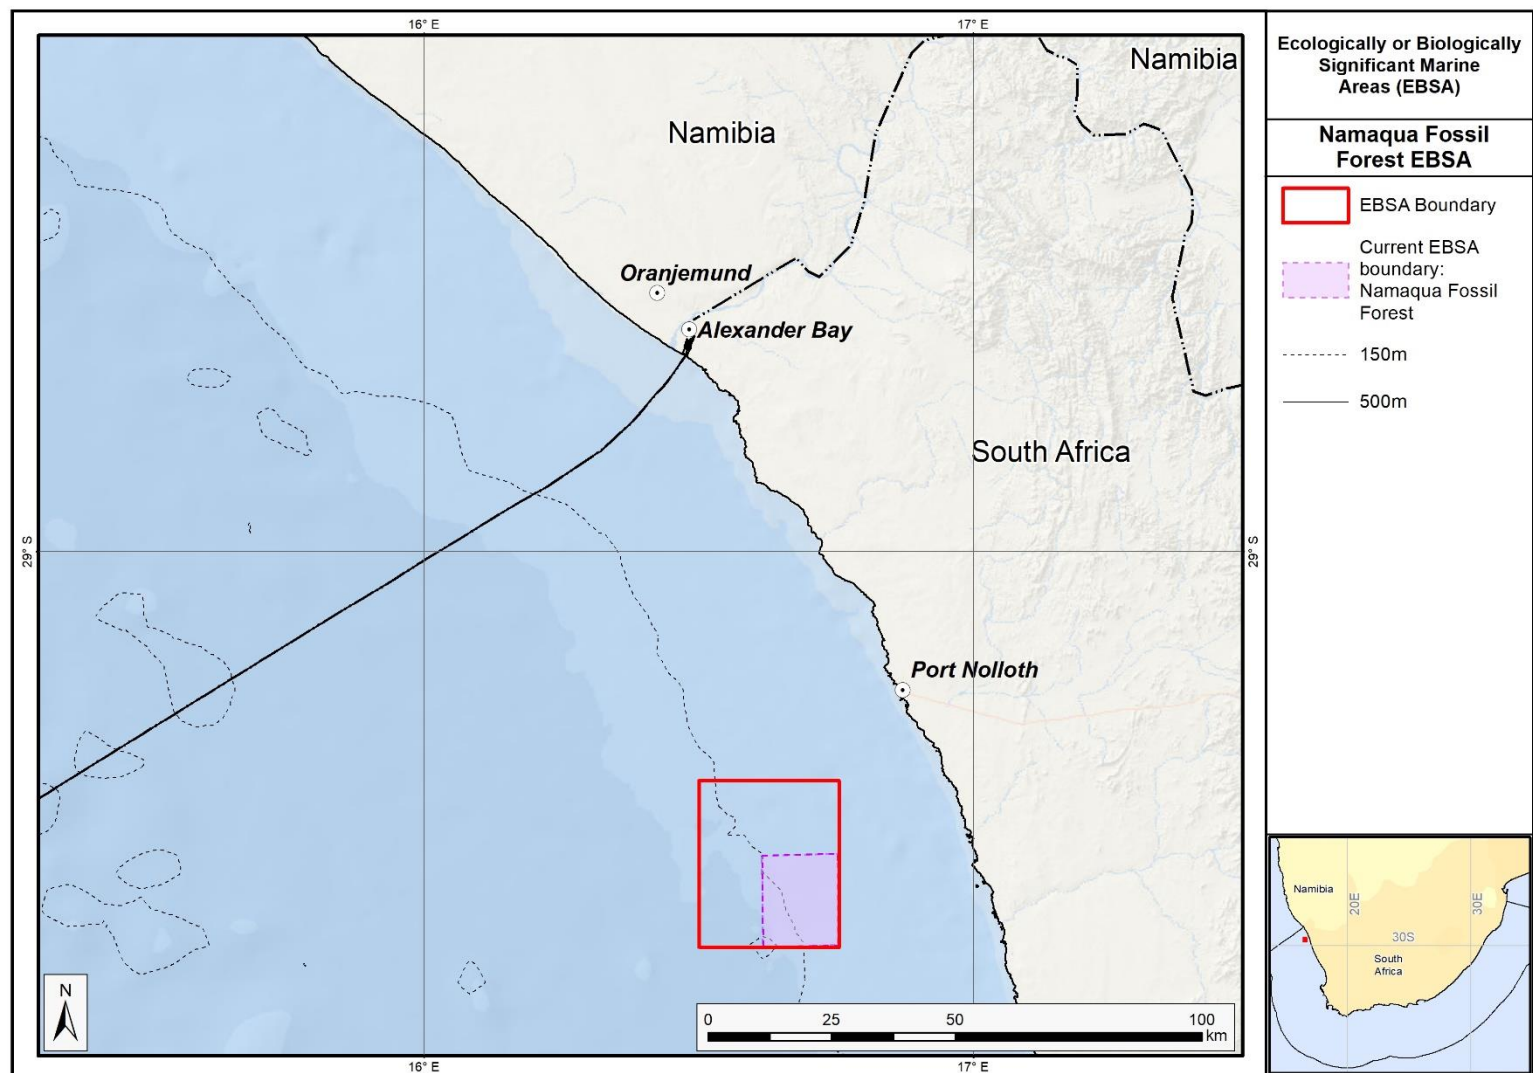 16° E
17° E
Namibia
Namibia
Oranjemund
Alexander Bay
South Africa
29° S
29° S
Port Nolloth
N
0
25
50
100
km
16° E
17° E
Ecologically or Biologically
Significant Marine
Areas (EBSA)
Namaqua Fossil
Forest EBSA
EBSA Boundary
Current EBSA
boundary:
Namaqua Fossil
Forest
150m
500m
Namibia
20E
30E
30S
South
Africa